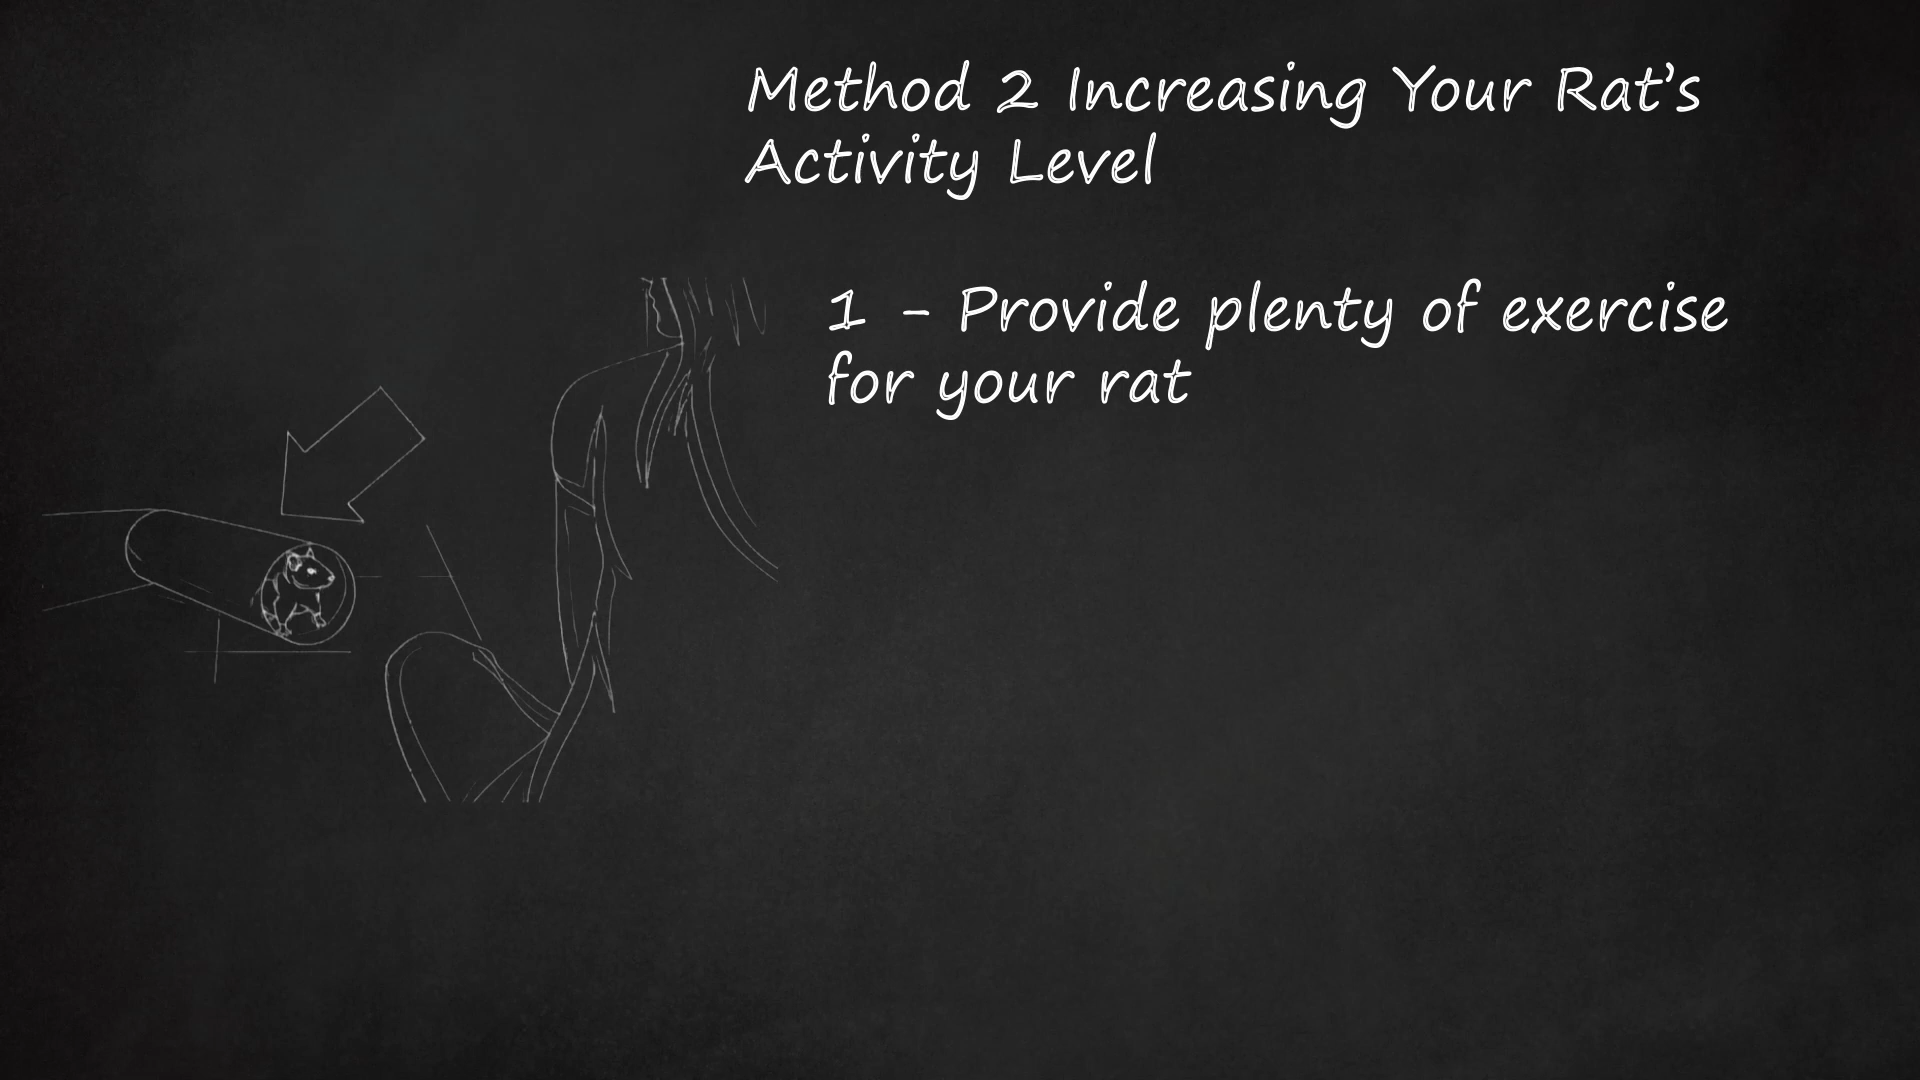 Method 2 Increasing Your Rat’s
Activity Level
1 - Provide plenty of exercise
for your rat